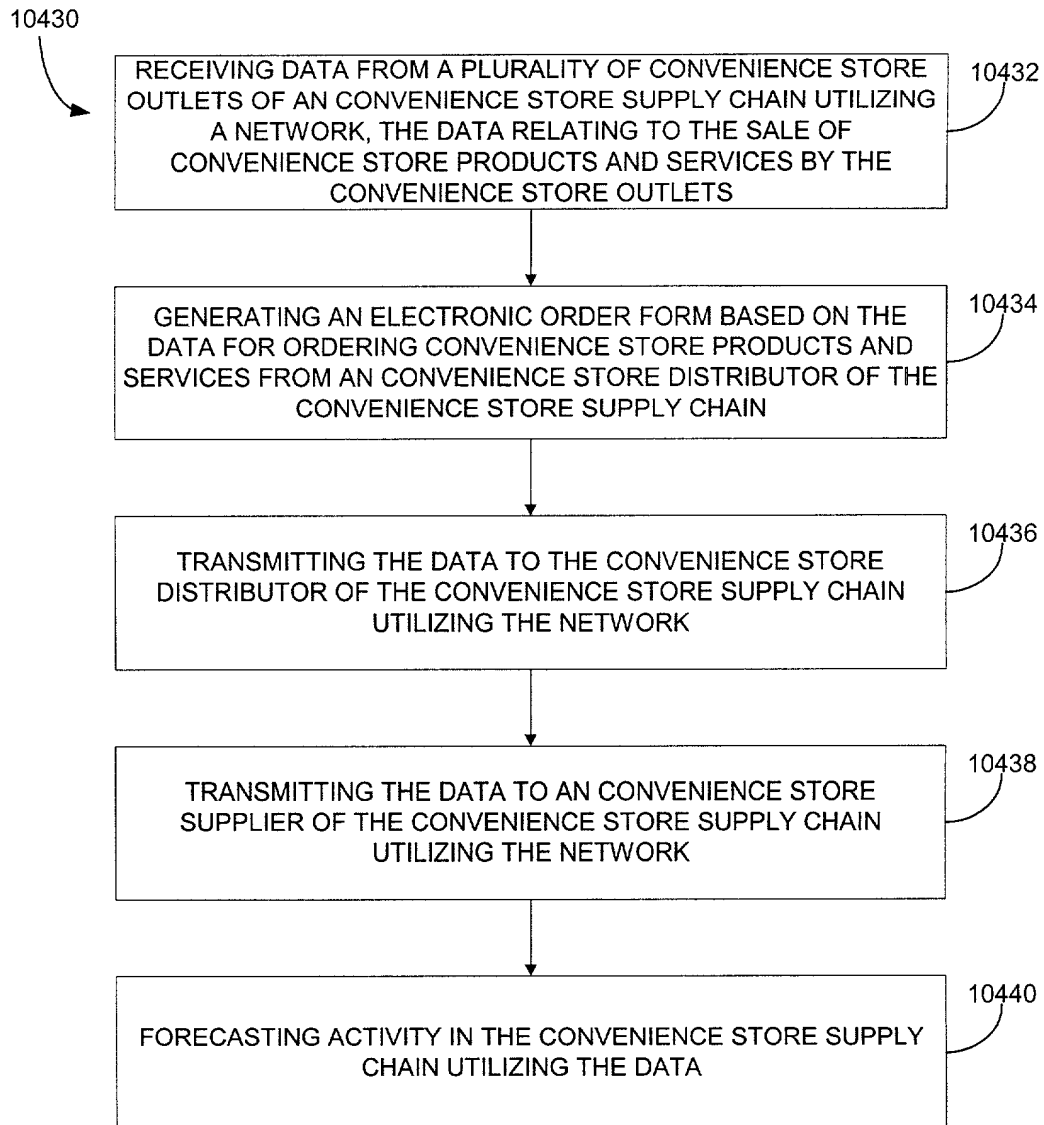 10430
RECEIVING DATA FROM A PLURALITY OF CONVENIENCE STORE
OUTLETS OF AN CONVENIENCE STORE SUPPLY CHAIN UTILIZING
A NETWORK, THE DATA RELATING TO THE SALE OF
CONVENIENCE STORE PRODUCTS AND SERVICES BY THE
CONVENIENCE STORE OUTLETS
10432
GENERATING AN ELECTRONIC ORDER FORM BASED ON THE
DATA FOR ORDERING CONVENIENCE STORE PRODUCTS AND
SERVICES FROM AN CONVENIENCE STORE DISTRIBUTOR OF THE
CONVENIENCE STORE SUPPLY CHAIN
10434
TRANSMITTING THE DATA TO THE CONVENIENCE STORE
DISTRIBUTOR OF THE CONVENIENCE STORE SUPPLY CHAIN
UTILIZING THE NETWORK
10436
TRANSMITTING THE DATA TO AN CONVENIENCE STORE
SUPPLIER OF THE CONVENIENCE STORE SUPPLY CHAIN
UTILIZING THE NETWORK
10438
FORECASTING ACTIVITY IN THE CONVENIENCE STORE SUPPLY
CHAIN UTILIZING THE DATA
10440